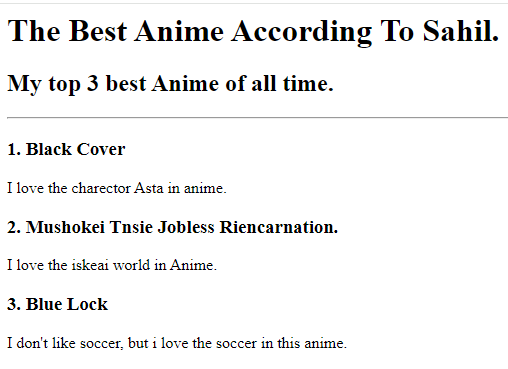 The Best Anime According To Sahil.
My top 3 best Anime of all time.
1. Black Cover
I love the charector Asta in anime.
2. Mushokei Tnsie Jobless Riencarnation.
I love the iskeai world in Anime.
3. Blue Lock
I don't like soccer, but i love the soccer in this anime.